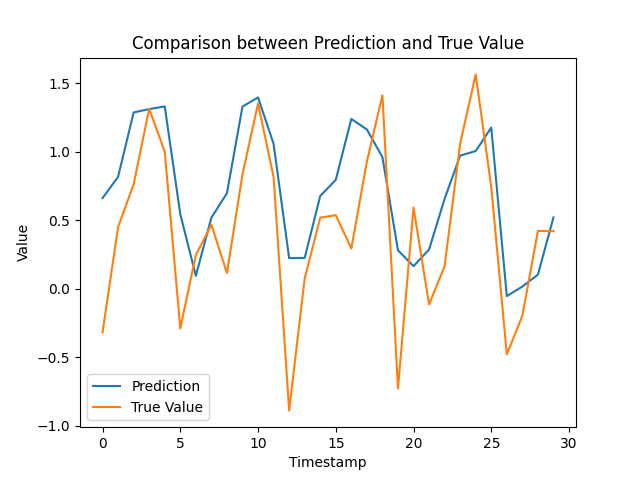 Comparison between Prediction and True Value
1.5
1.0
0.5
0.0
−0.5
−1.0
Value
Prediction
True Value
0 5 10 15 20 25 30
Timestamp